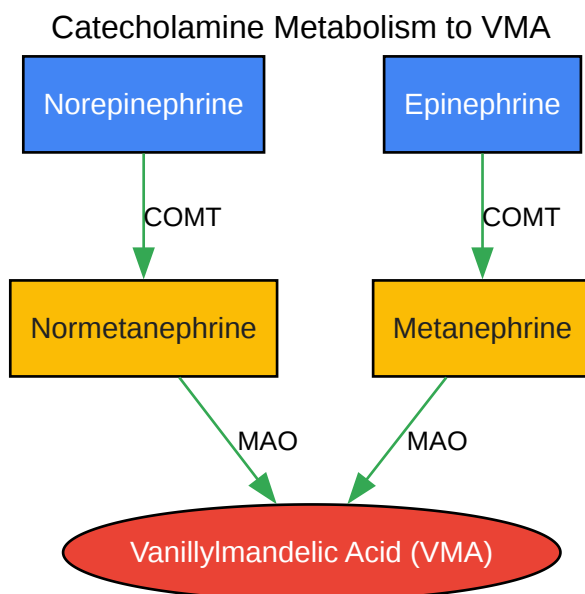 Catecholamine Metabolism to VMA
Norepinephrine
Epinephrine
COMT
COMT
Normetanephrine
Metanephrine
MAO
MAO
Vanillylmandelic Acid (VMA)